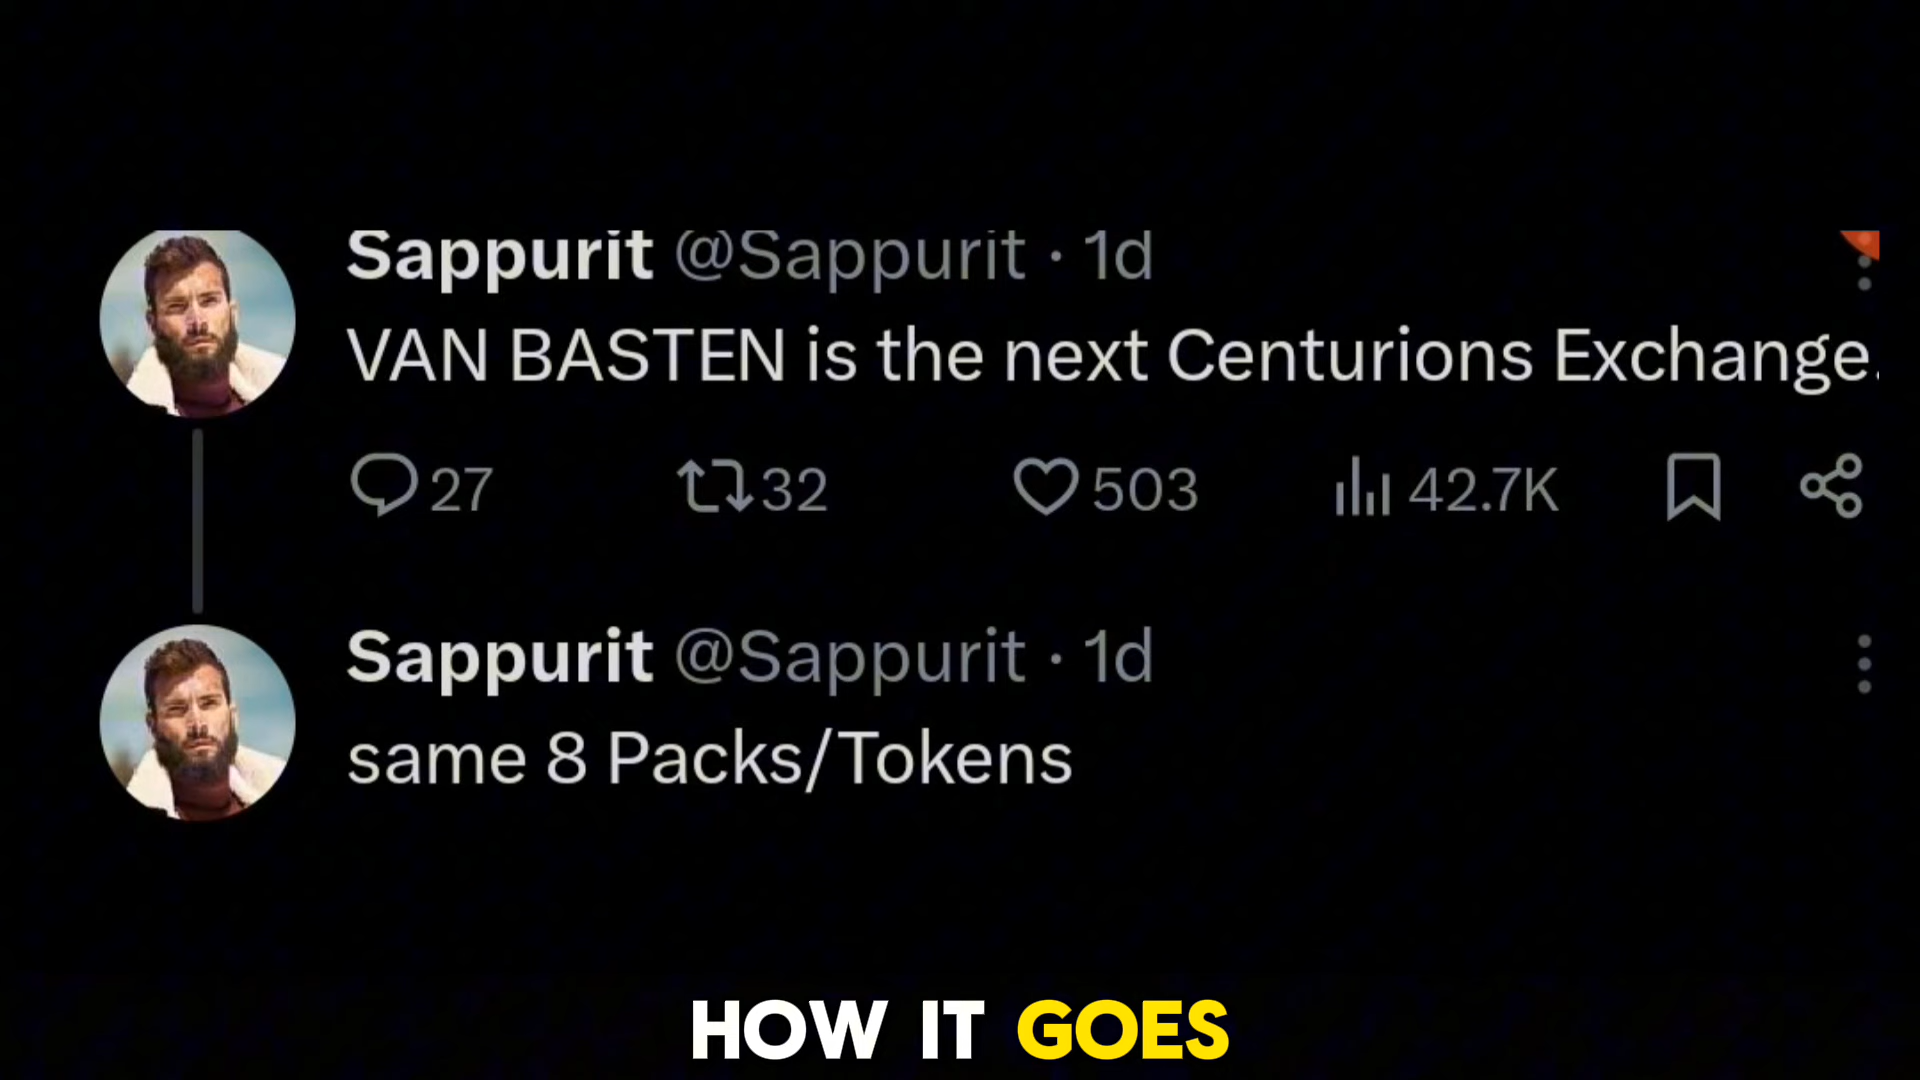 Sappurit @Sappurit · 1d
VAN BASTEN is the next Centurions Exchange.
27 32 503 42.7K
Sappurit @Sappurit · 1d
same 8 Packs/Tokens
HOW IT GOES